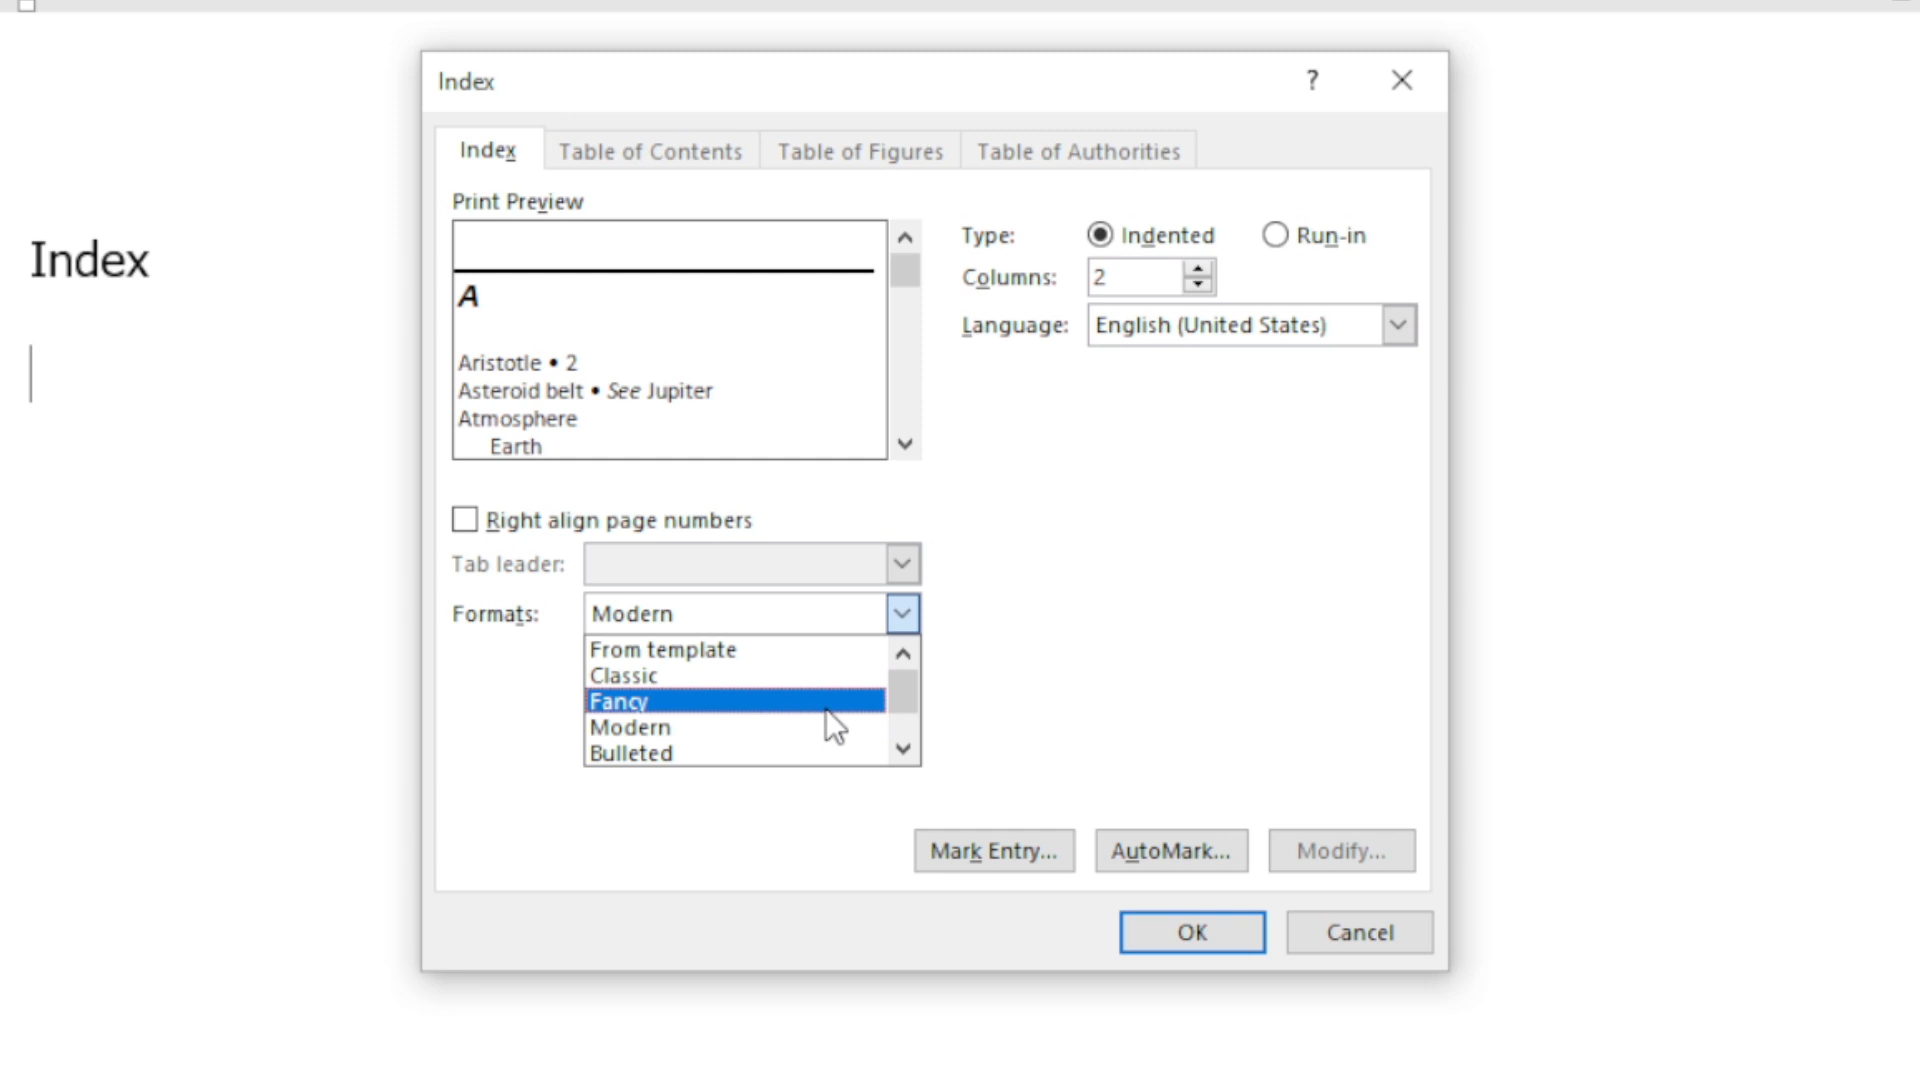 Index
?
Index
Table of Contents
Table of Figures
Table of Authorities
Print Preview
A
Aristotle • 2
Asteroid belt • See Jupiter
Atmosphere
Earth
Type:
Indented
Run-in
Columns:
2
Language:
English (United States)
Index
Right align page numbers
Tab leader:
Formats:
Modern
From template
Classic
Fancy
Modern
Bulleted
Mark Entry...
AutoMark...
Modify...
OK
Cancel